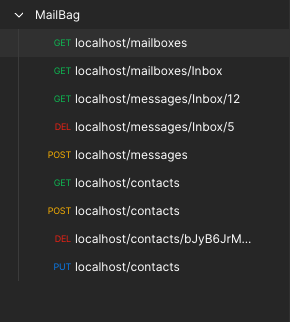 MailBag
GET localhost/mailboxes
GET localhost/mailboxes/Inbox
GET localhost/messages/Inbox/12
DEL localhost/messages/Inbox/5
POST localhost/messages
GET localhost/contacts
POST localhost/contacts
DEL localhost/contacts/bJyB6JrM...
PUT localhost/contacts